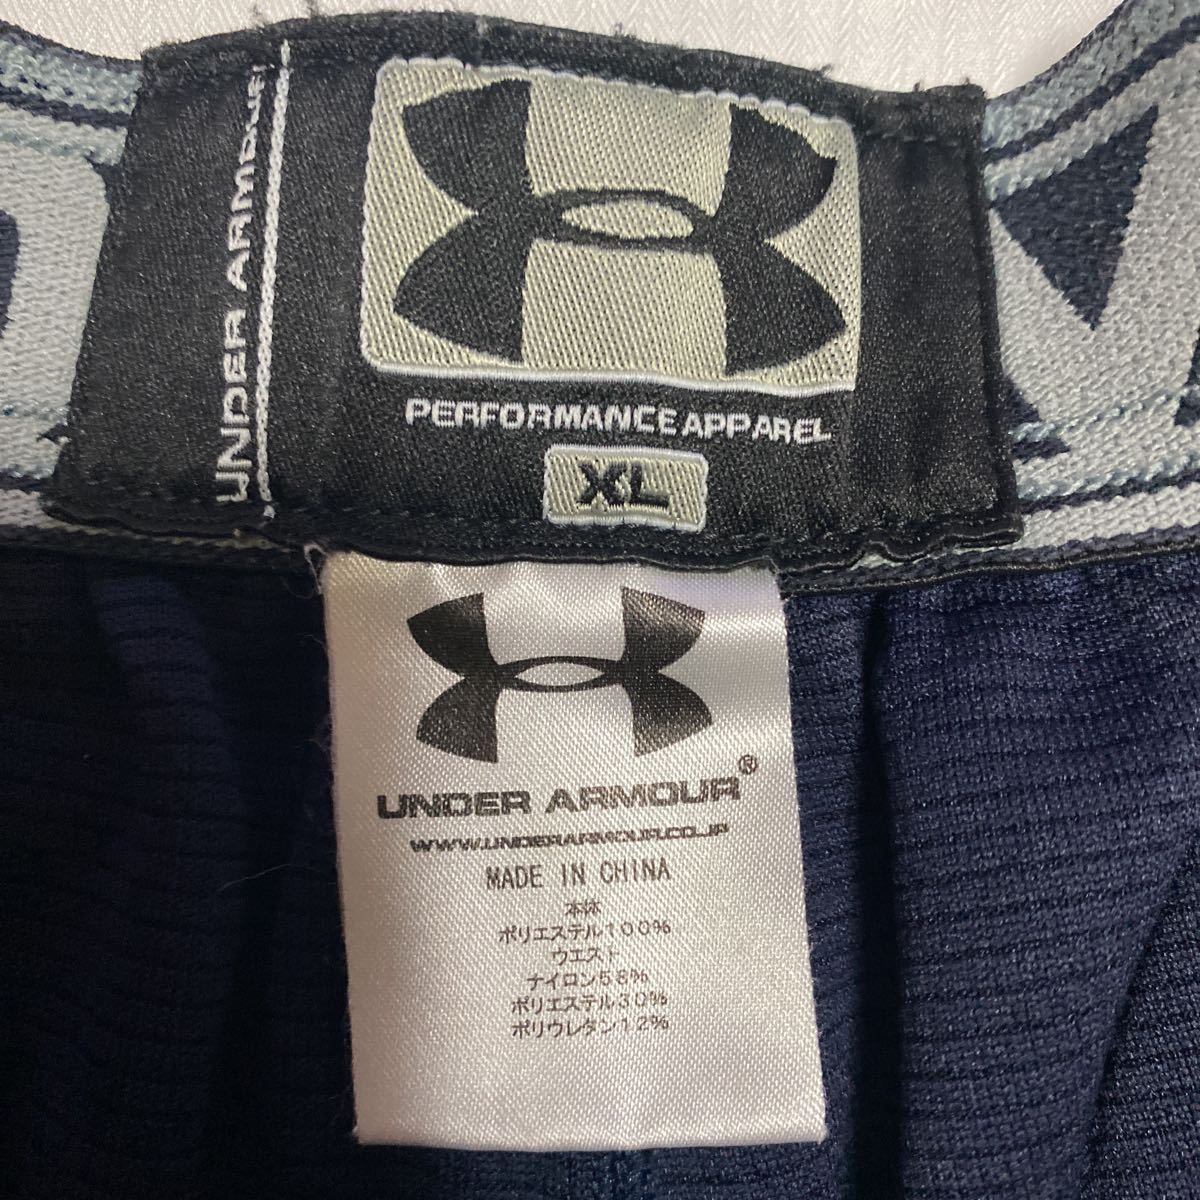 UNDER ARMOUR
PERFORMANCE APPAREL
XL
UNDER ARMOUR®
WWW.UNDERARMOUR.CO.JP
MADE IN CHINA
本体
ポリエステル100%
ウエスト
ナイロン58%
ポリエステル30%
ポリウレタン12%